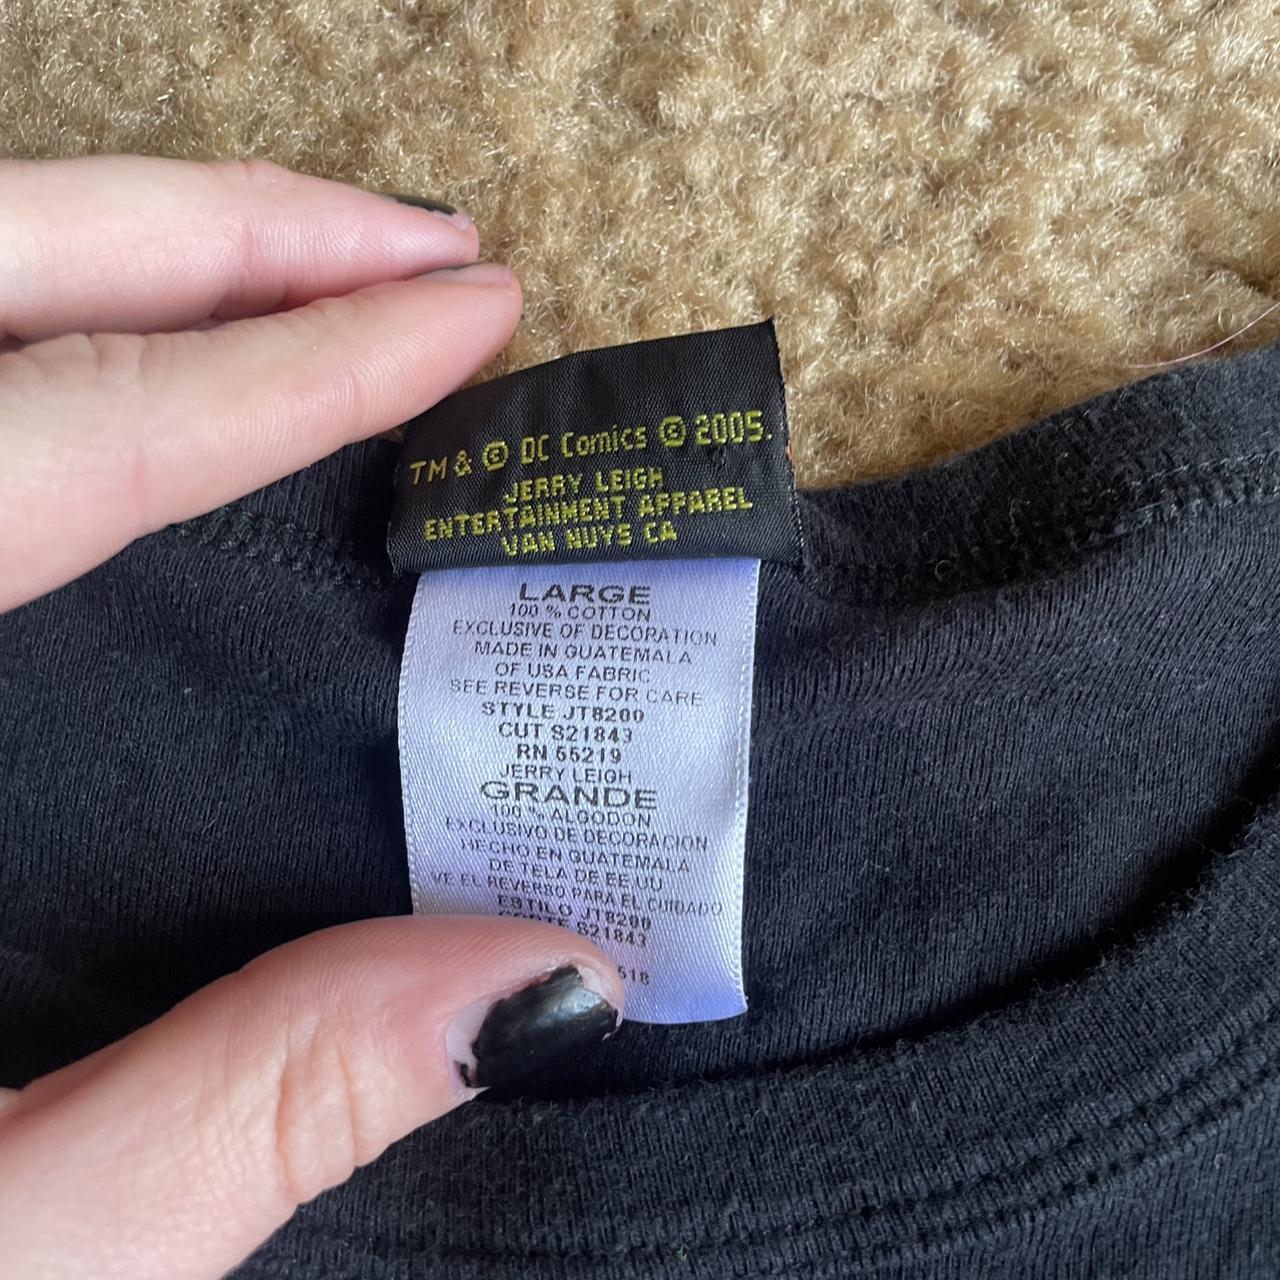 TM & © DC Comics © 2005.
JERRY LEIGH
ENTERTAINMENT APPAREL
VAN NUYS CA
LARGE
100 % COTTON
EXCLUSIVE OF DECORATION
MADE IN GUATEMALA
OF USA FABRIC
SEE REVERSE FOR CARE
STYLE JT8200
CUT S21843
RN 55219
JERRY LEIGH
GRANDE
100 % ALGODON
EXCLUSIVO DE DECORACION
HECHO EN GUATEMALA
DE TELA DE EE UU
VE EL REVERSO PARA EL CUIDADO
ESTILO JT8200
CORTE S21843